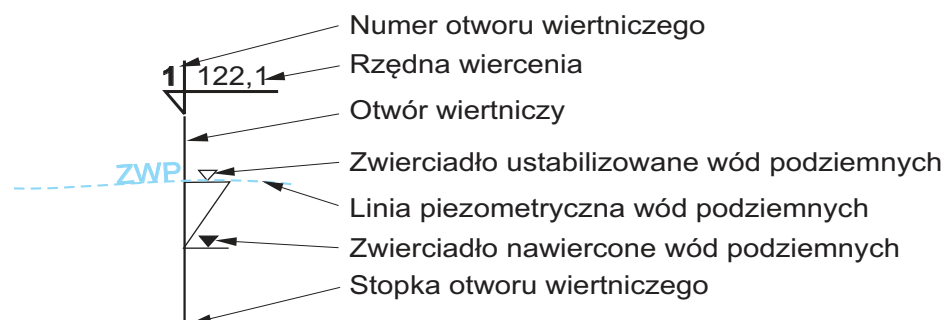 Numer otworu wiertniczego
1 122,1
Rzędna wiercenia
Otwór wiertniczy
ZWP
Zwierciadło ustabilizowane wód podziemnych
Linia piezometryczna wód podziemnych
Zwierciadło nawiercone wód podziemnych
Stopka otworu wiertniczego